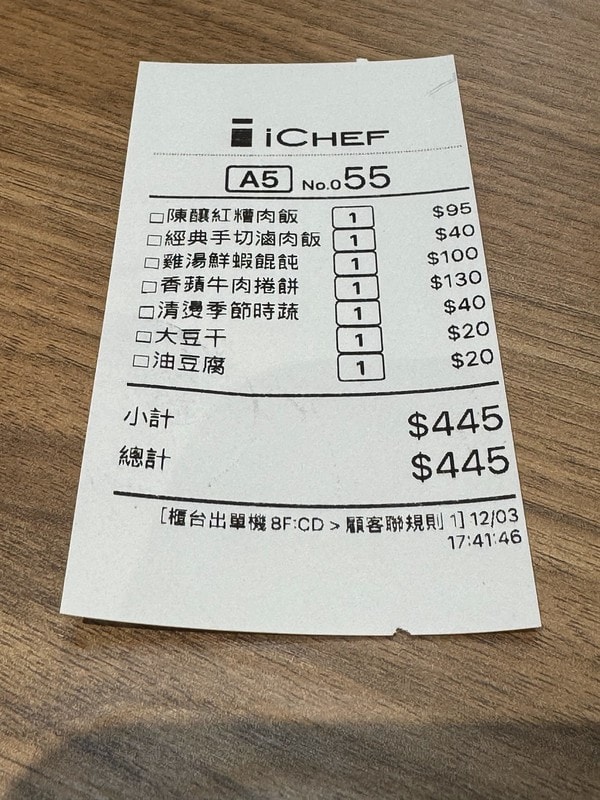 iCHEF
A5 No.055
□陳釀紅糟肉飯 1 $95
□經典手切滷肉飯 1 $40
□雞湯鮮蝦餛飩 1 $100
□香蘋牛肉捲餅 1 $130
□清燙季節時蔬 1 $40
□大豆干 1 $20
□油豆腐 1 $20
小計 $445
總計 $445
[櫃台出單機 8F:CD > 顧客聯規則 1] 12/03
17:41:46